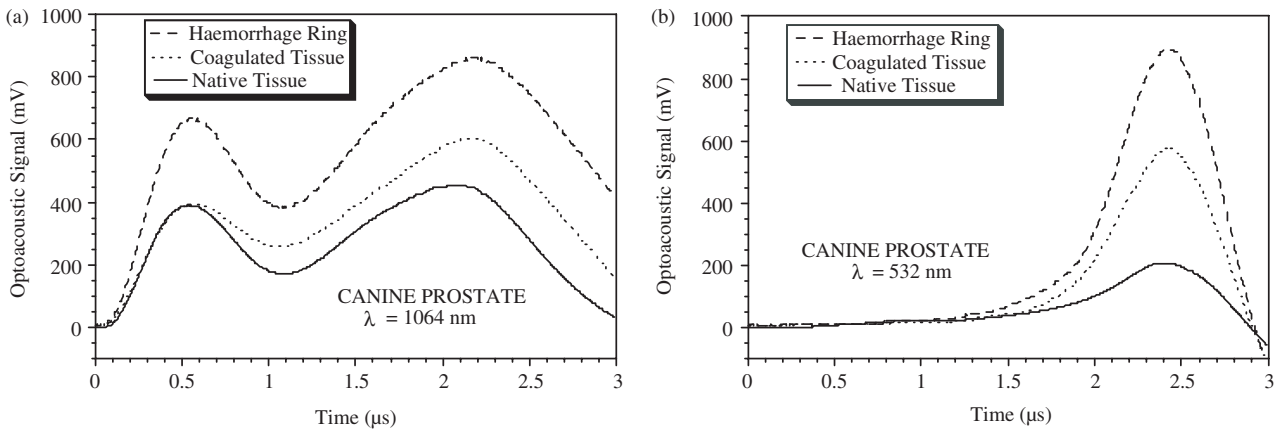 (a)
1000
800
600
400
200
0
Optoacoustic Signal (mV)
Haemorrhage Ring
Coagulated Tissue
Native Tissue
CANINE PROSTATE
λ = 1064 nm
0 0.5 1 1.5 2 2.5 3
Time (μs)
(b)
1000
800
600
400
200
0
Optoacoustic Signal (mV)
Haemorrhage Ring
Coagulated Tissue
Native Tissue
CANINE PROSTATE
λ = 532 nm
0 0.5 1 1.5 2 2.5 3
Time (μs)